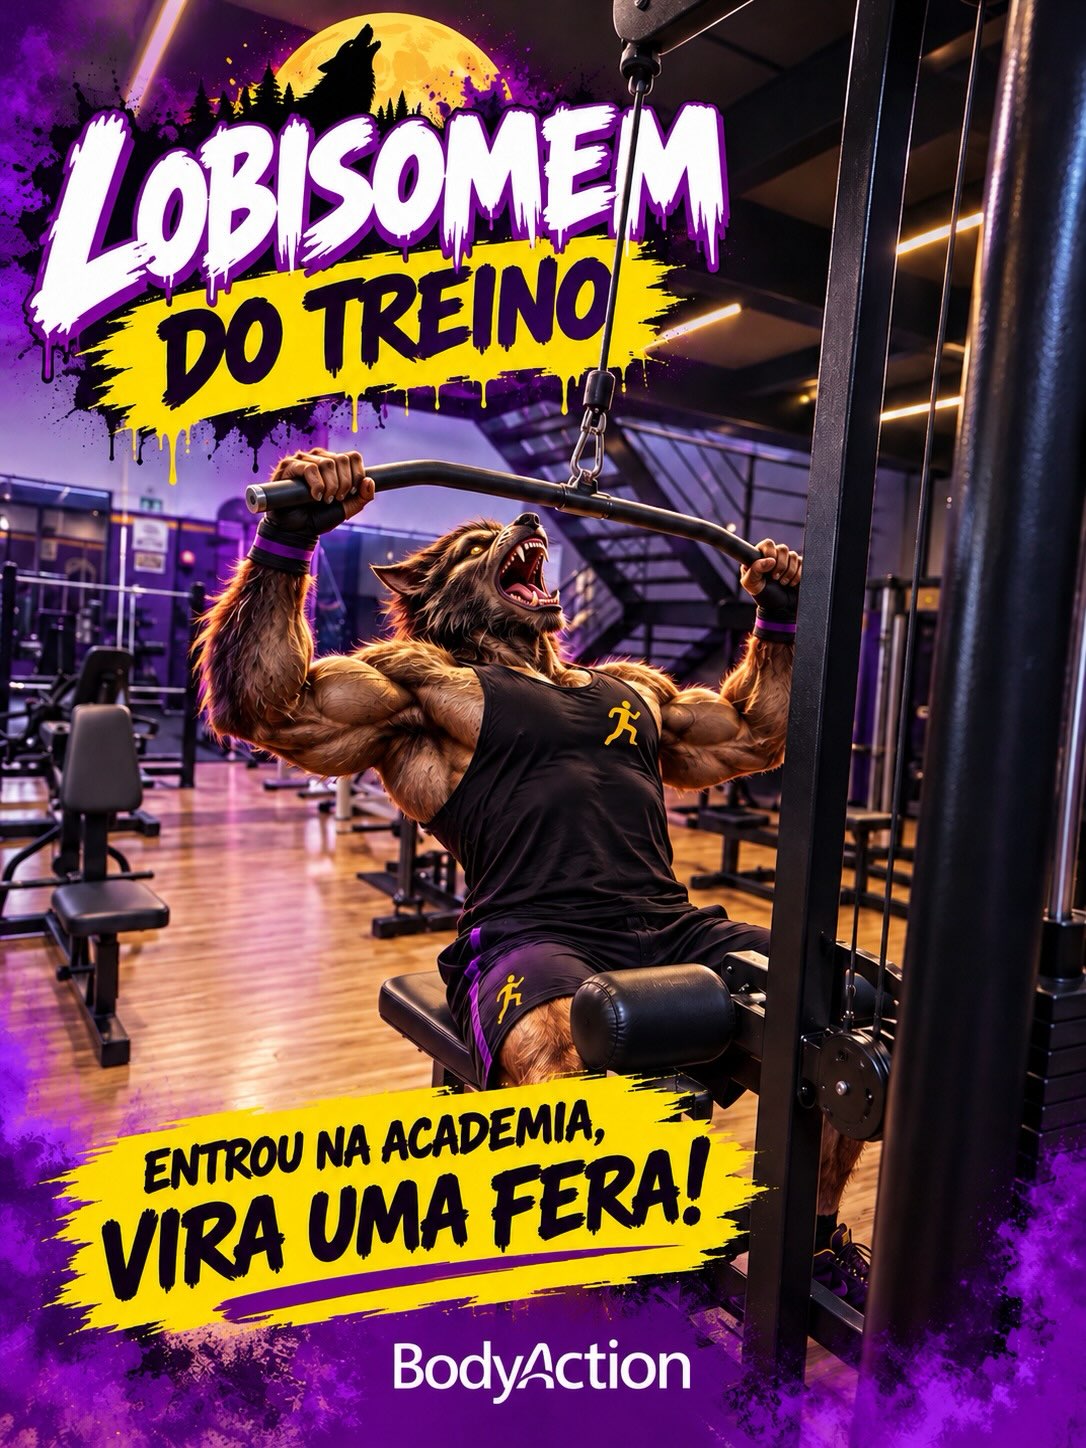 LOBISOMEM
DO TREINO
ENTROU NA ACADEMIA,
VIRA UMA FERA!
BodyAction